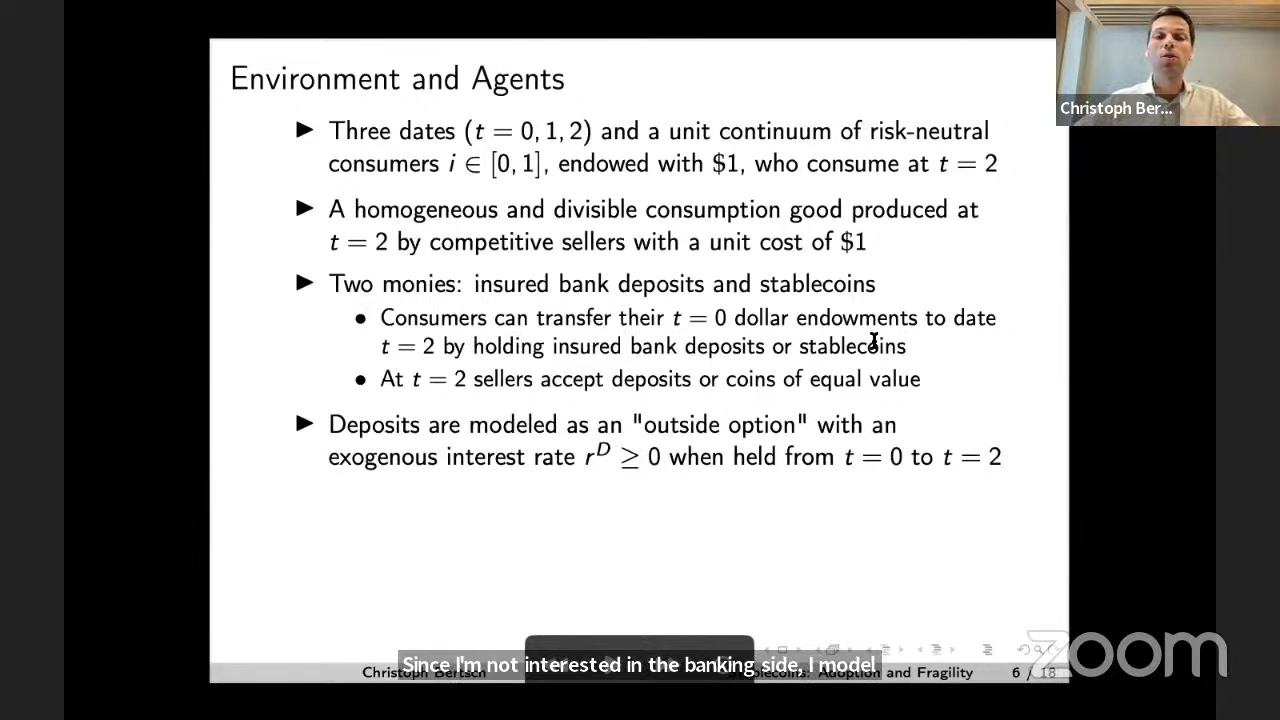 Environment and Agents
Christoph Ber...
▶ Three dates (t = 0, 1, 2) and a unit continuum of risk-neutral
consumers i ∈ [0, 1], endowed with $1, who consume at t = 2
▶ A homogeneous and divisible consumption good produced at
t = 2 by competitive sellers with a unit cost of $1
▶ Two monies: insured bank deposits and stablecoins
● Consumers can transfer their t = 0 dollar endowments to date
t = 2 by holding insured bank deposits or stablecoins
● At t = 2 sellers accept deposits or coins of equal value
▶ Deposits are modeled as an "outside option" with an
exogenous interest rate r^D ≥ 0 when held from t = 0 to t = 2
Since I'm not interested in the banking side, I model
Christoph Bertsch
Stablecoins: Adoption and Fragility
6 / 18
zoom